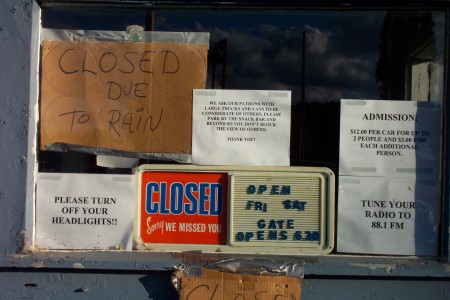 CLOSED
DUE
TO RAIN
WE ASK OUR PATRONS WITH
LARGE TRUCKS AND VANS TO BE
CONSIDERATE OF OTHERS. PLEASE
PARK BY THE SNACK BAR AND
BEHIND SO YOU DON'T BLOCK
THE VIEW OF OTHERS.
THANK YOU!
ADMISSION:
$12.00 PER CAR FOR UP TO
2 PEOPLE AND $3.00 FOR
EACH ADDITIONAL
PERSON.
PLEASE TURN
OFF YOUR
HEADLIGHTS!!
CLOSED
Sorry WE MISSED YOU
OPEN
FRI SAT
GATE
OPENS 6:30
TUNE YOUR
RADIO TO
88.1 FM
CLOSED